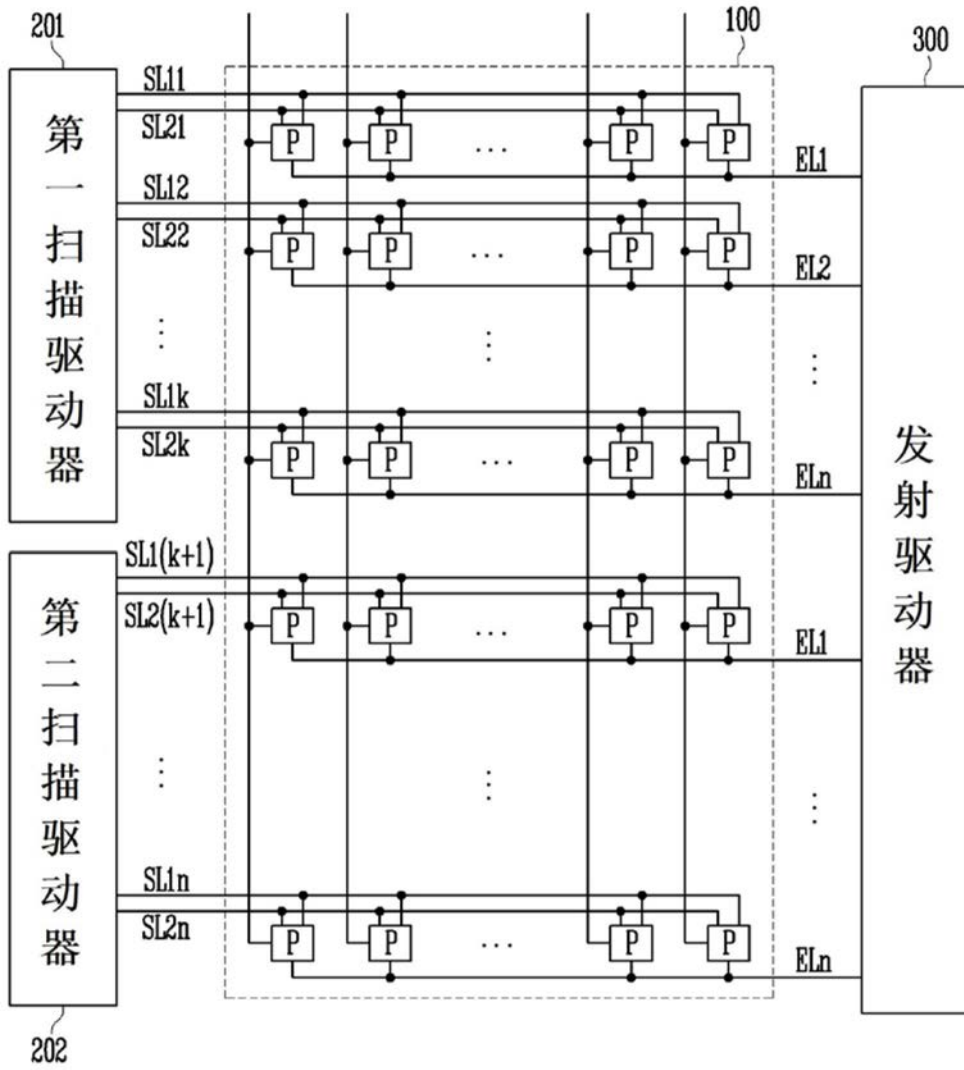 201
100
300
SL11
SL21
P P ... P P
EL1
SL12
SL22
P P ... P P
EL2
第一扫描驱动器
SL1k
SL2k
P P ... P P
ELn
发射驱动器
SL1(k+1)
SL2(k+1)
P P ... P P
EL1
第二扫描驱动器
SL1n
SL2n
P P ... P P
ELn
202